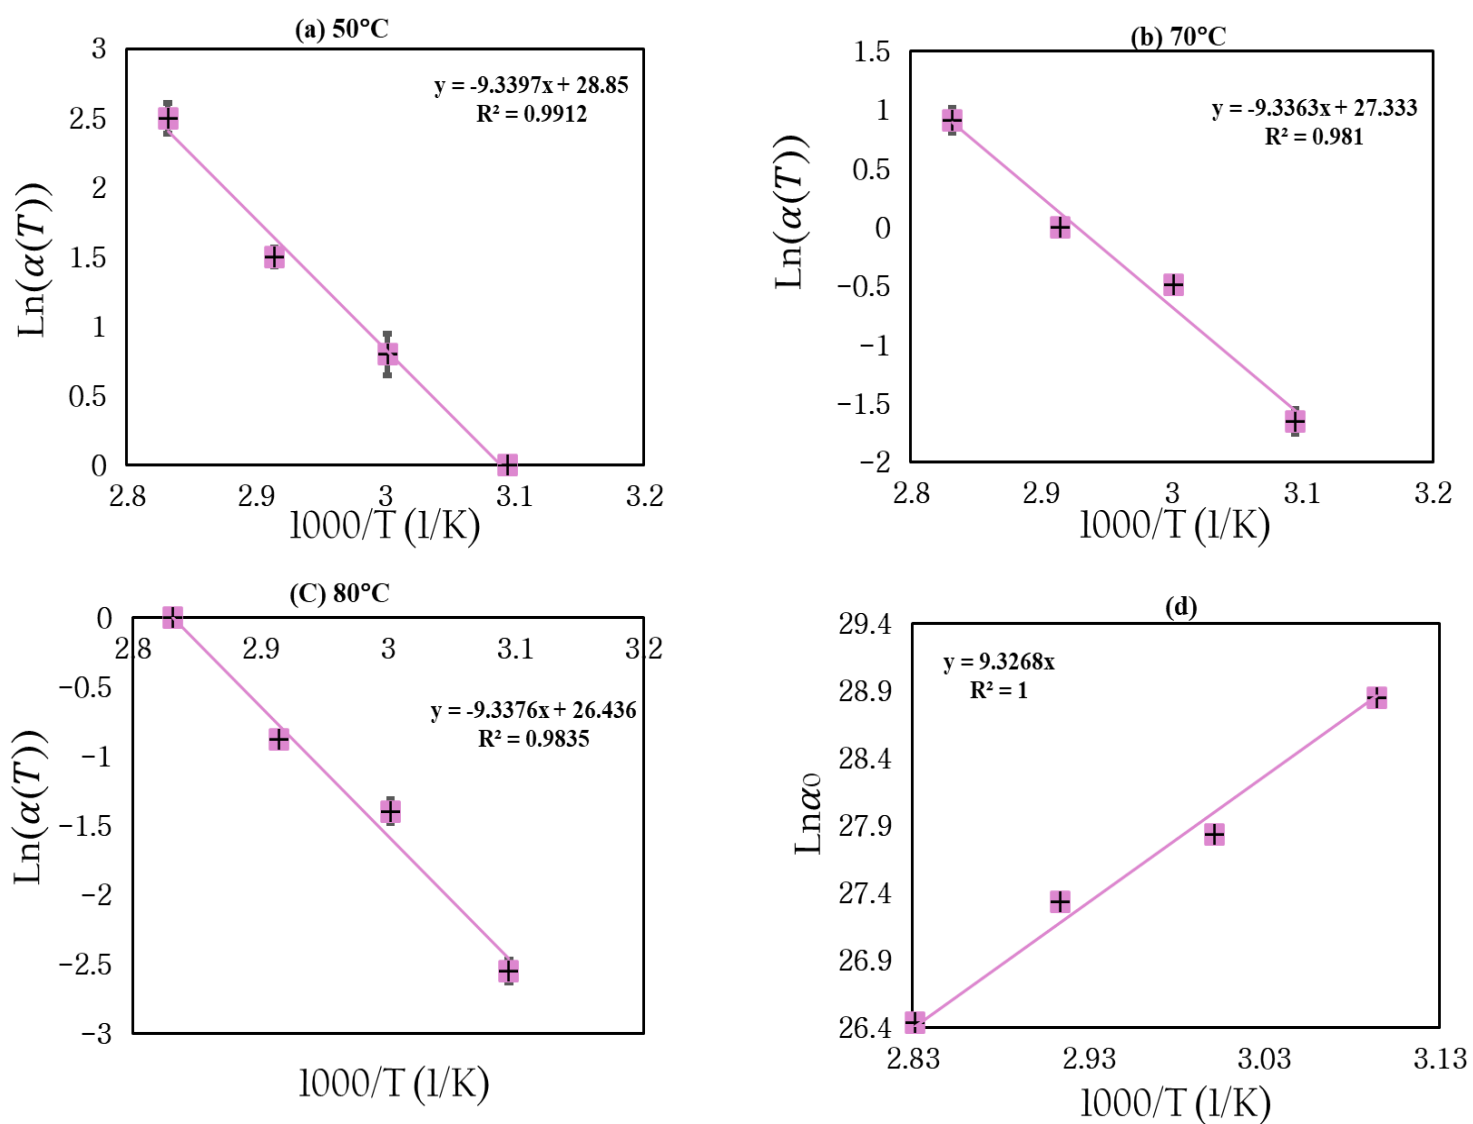 (a) 50°C
3
2.5
2
1.5
1
0.5
0
2.8 2.9 3 3.1 3.2
Ln(α(T))
1000/T (1/K)
y = -9.3397x + 28.85
R² = 0.9912
(b) 70°C
1.5
1
0.5
0
−0.5
−1
−1.5
−2
2.8 2.9 3 3.1 3.2
Ln(α(T))
1000/T (1/K)
y = -9.3363x + 27.333
R² = 0.981
(C) 80°C
0
2.8 2.9 3 3.1 3.2
−0.5
−1
−1.5
−2
−2.5
−3
Ln(α(T))
1000/T (1/K)
y = -9.3376x + 26.436
R² = 0.9835
(d)
29.4
28.9
28.4
27.9
27.4
26.9
26.4
2.83 2.93 3.03 3.13
Lnα0
1000/T (1/K)
y = 9.3268x
R² = 1